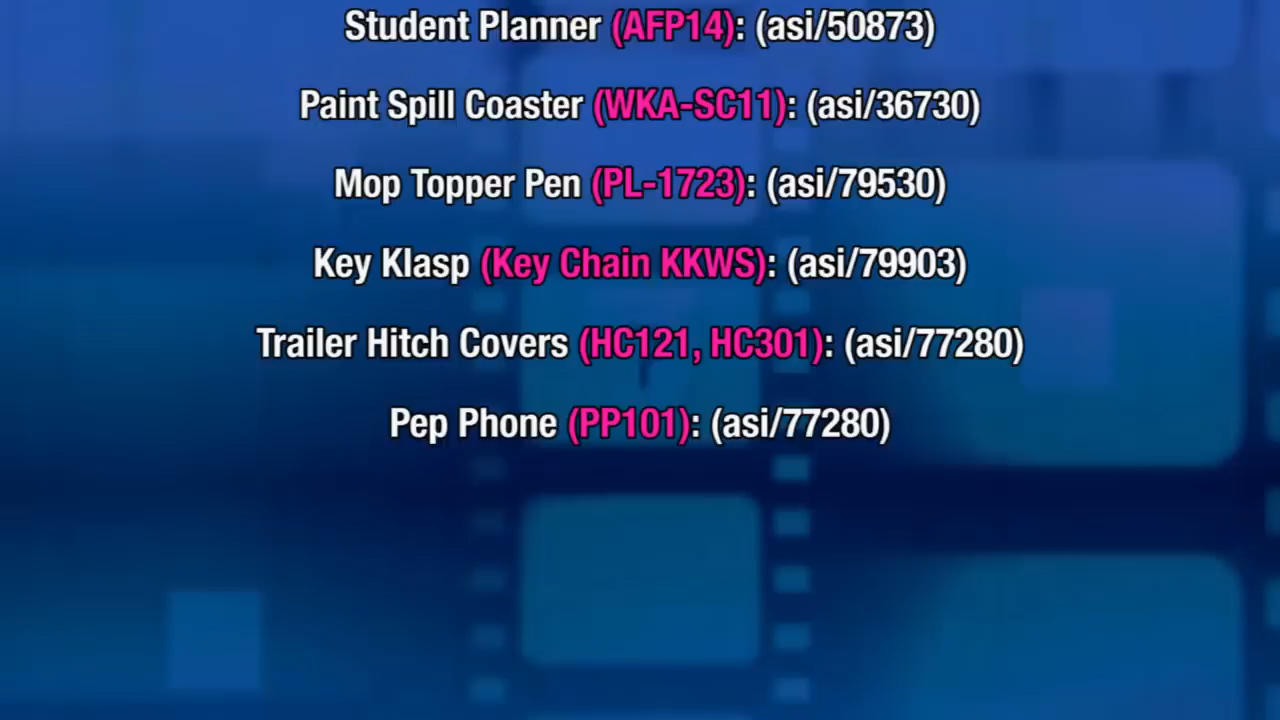 Student Planner (AFP14): (asi/50873)
Paint Spill Coaster (WKA-SC11): (asi/36730)
Mop Topper Pen (PL-1723): (asi/79530)
Key Klasp (Key Chain KKWS): (asi/79903)
Trailer Hitch Covers (HC121, HC301): (asi/77280)
Pep Phone (PP101): (asi/77280)